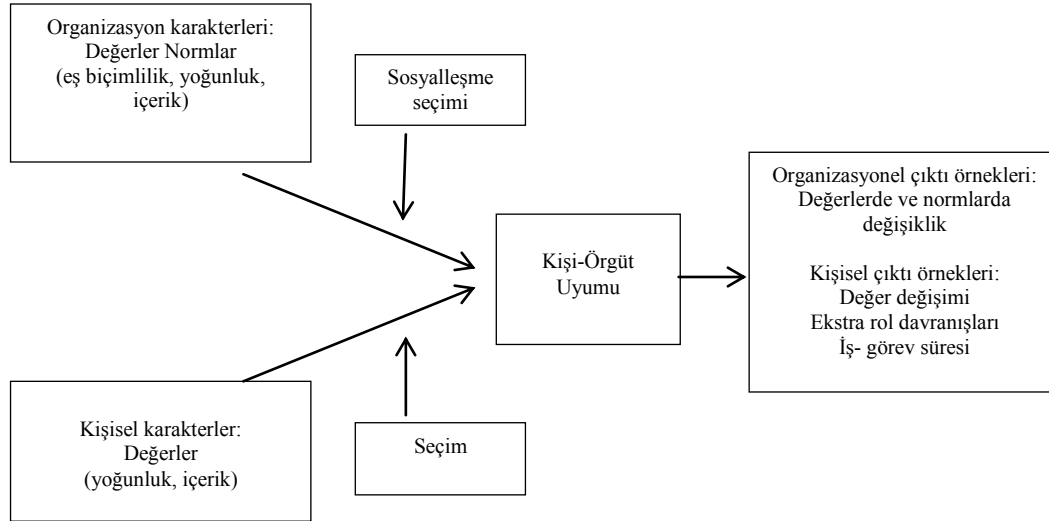 Organizasyon karakterleri:
Değerler Normlar
(eş biçimlilik, yoğunluk,
içerik)
Sosyalleşme
seçimi
Kişi-Örgüt
Uyumu
Organizasyonel çıktı örnekleri:
Değerlerde ve normlarda
değişiklik
Kişisel çıktı örnekleri:
Değer değişimi
Ekstra rol davranışları
İş- görev süresi
Kişisel karakterler:
Değerler
(yoğunluk, içerik)
Seçim